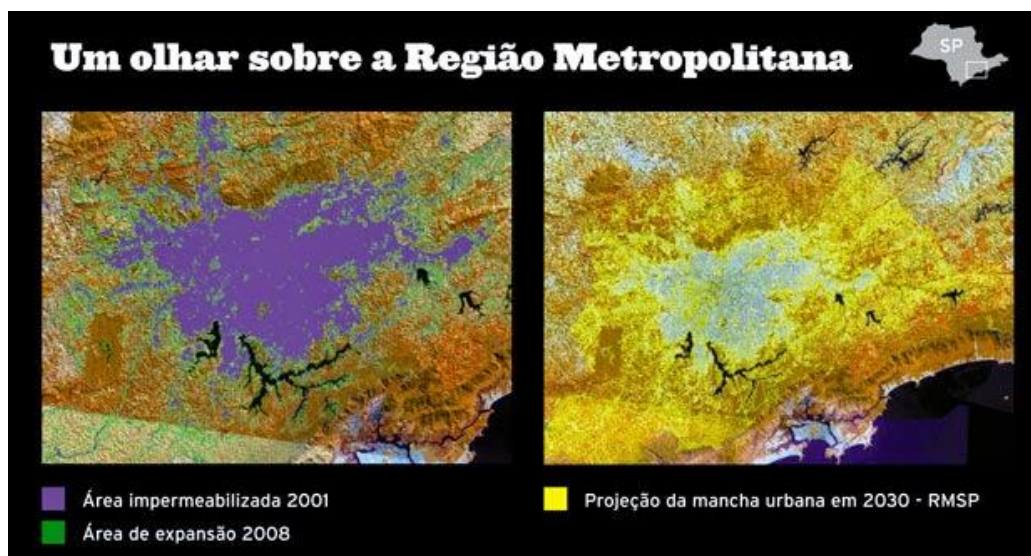 Um olhar sobre a Região Metropolitana
SP
Área impermeabilizada 2001
Área de expansão 2008
Projeção da mancha urbana em 2030 - RMSP